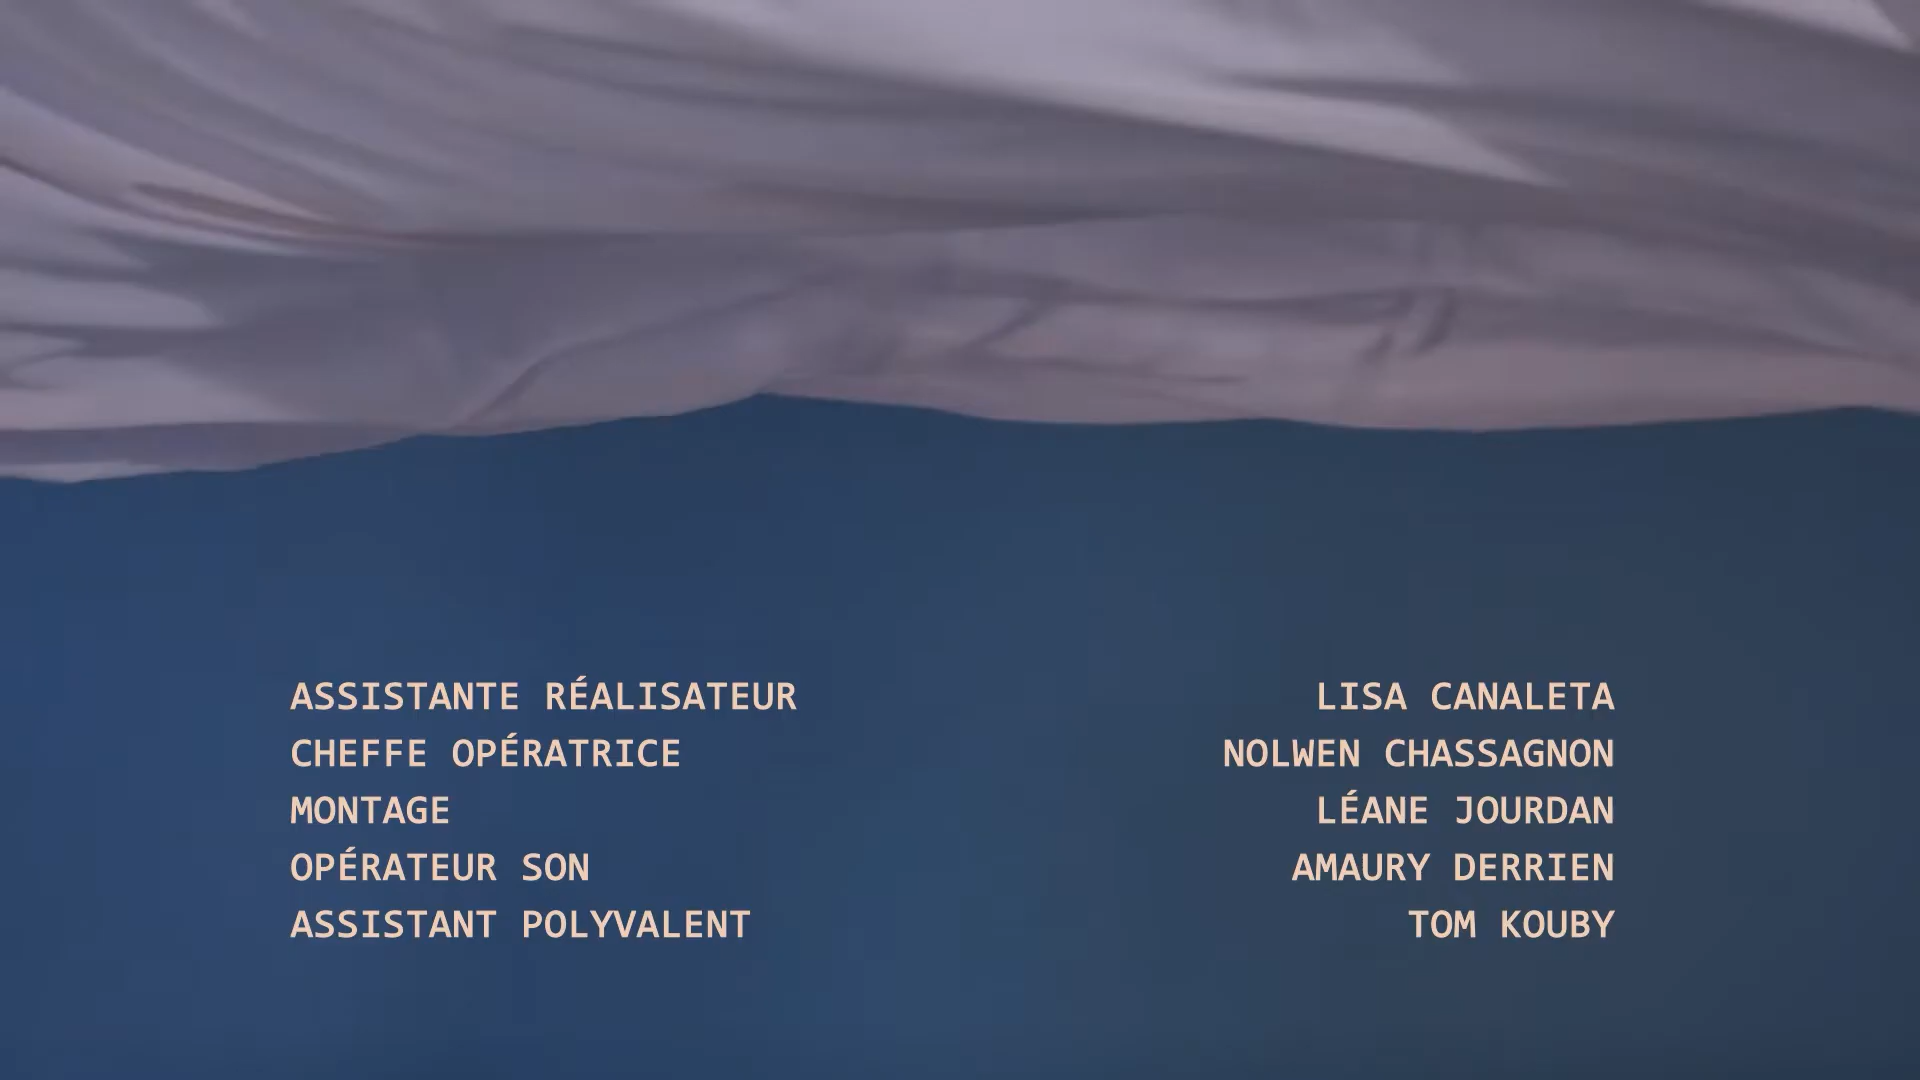 ASSISTANTE RÉALISATEUR LISA CANALETA
CHEFFE OPÉRATRICE NOLWEN CHASSAGNON
MONTAGE LÉANE JOURDAN
OPÉRATEUR SON AMAURY DERRIEN
ASSISTANT POLYVALENT TOM KOUBY